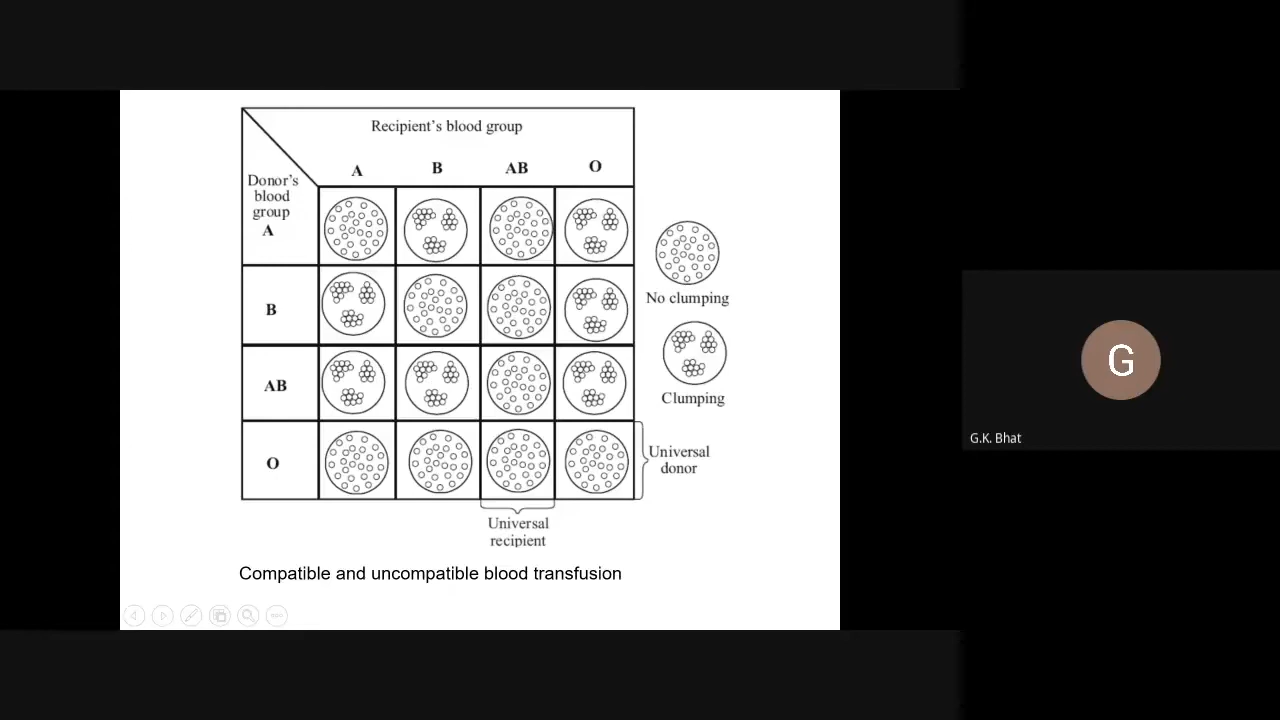 Recipient's blood group
A B AB O
Donor's
blood
group
A
B
AB
O
No clumping
Clumping
Universal
donor
Universal
recipient
Compatible and uncompatible blood transfusion
G
G.K. Bhat